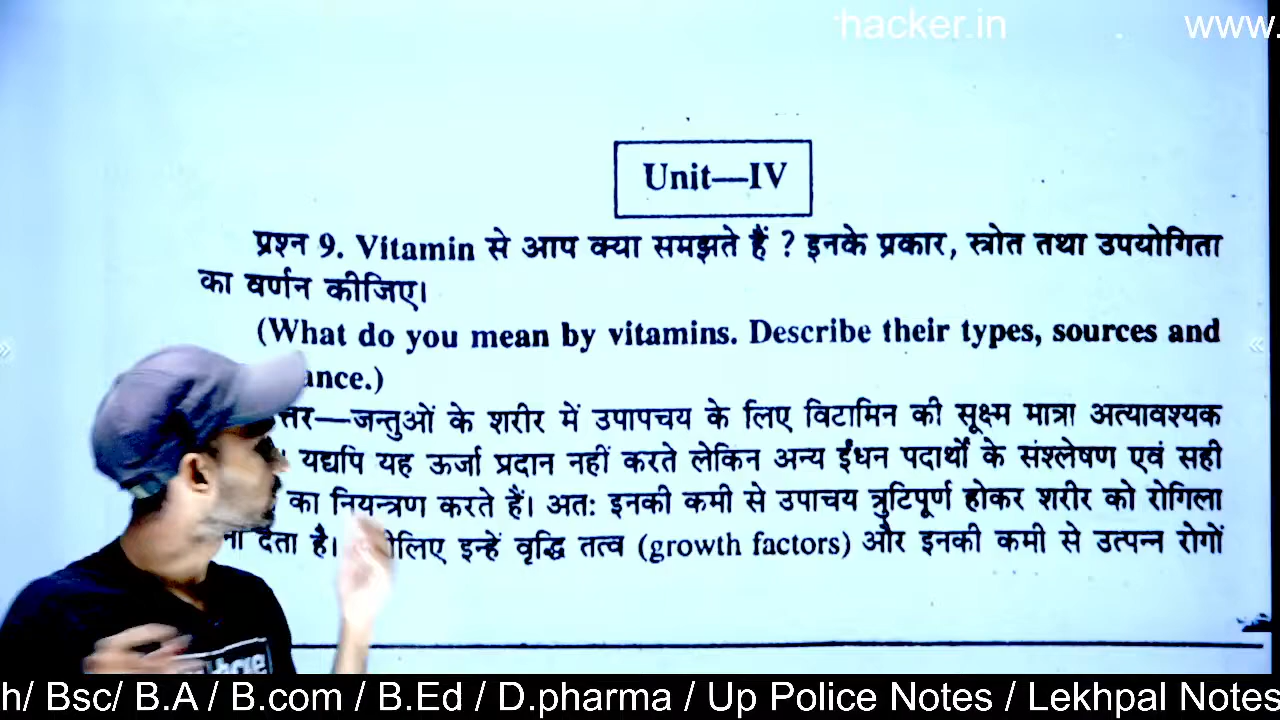 hacker.in www.
Unit—IV
प्रश्न 9. Vitamin से आप क्या समझते हैं ? इनके प्रकार, स्त्रोत तथा उपयोगिता
का वर्णन कीजिए।
(What do you mean by vitamins. Describe their types, sources and
ance.)
त्तर—जन्तुओं के शरीर में उपापचय के लिए विटामिन की सूक्ष्म मात्रा अत्यावश्यक
यद्यपि यह ऊर्जा प्रदान नहीं करते लेकिन अन्य ईंधन पदार्थों के संश्लेषण एवं सही
का नियन्त्रण करते हैं। अतः इनकी कमी से उपाचय त्रुटिपूर्ण होकर शरीर को रोगिला
ना देता है। लिए इन्हें वृद्धि तत्व (growth factors) और इनकी कमी से उत्पन्न रोगों
h/ Bsc/ B.A / B.com / B.Ed / D.pharma / Up Police Notes / Lekhpal Notes